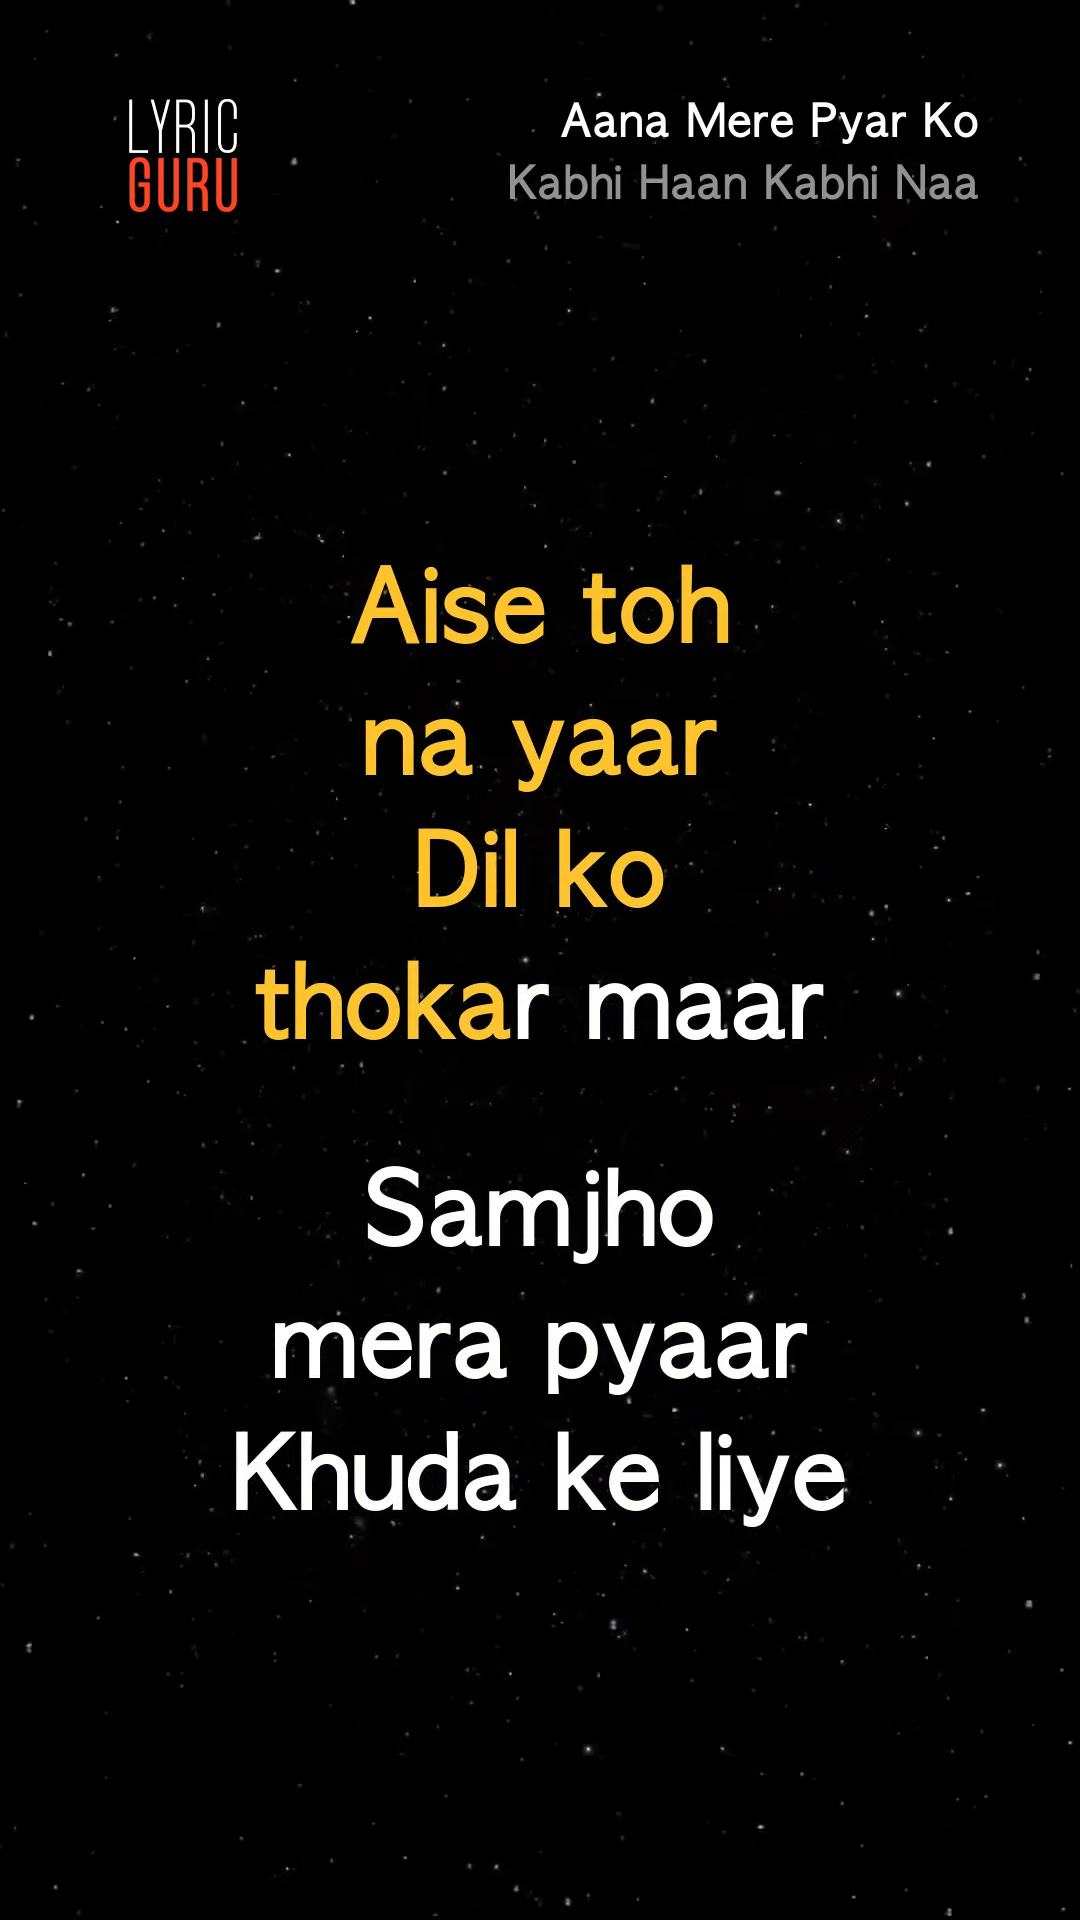 LYRIC
GURU
Aana Mere Pyar Ko
Kabhi Haan Kabhi Naa
Aise toh
na yaar
Dil ko
thokar maar
Samjho
mera pyaar
Khuda ke liye